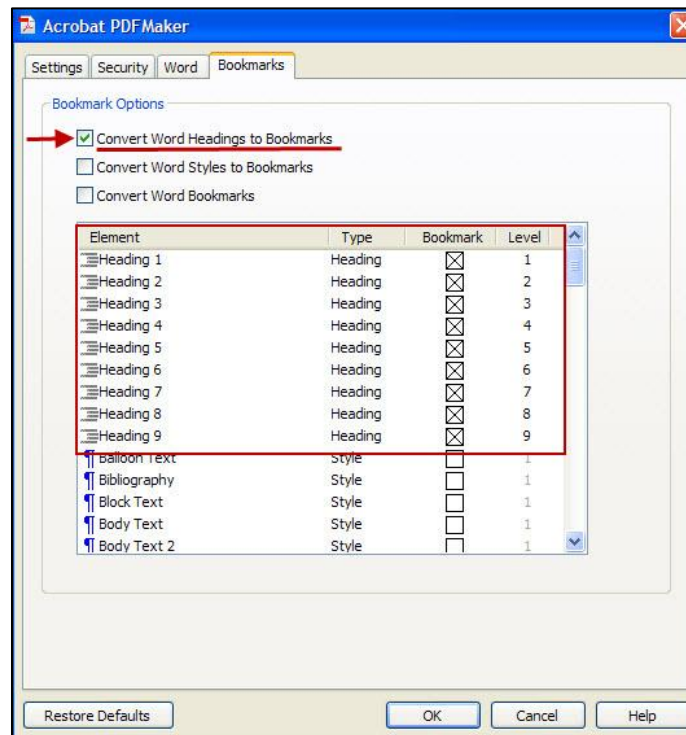 Acrobat PDFMaker
Settings Security Word Bookmarks
Bookmark Options
Convert Word Headings to Bookmarks
Convert Word Styles to Bookmarks
Convert Word Bookmarks
Element Type Bookmark Level
Heading 1 Heading 1
Heading 2 Heading 2
Heading 3 Heading 3
Heading 4 Heading 4
Heading 5 Heading 5
Heading 6 Heading 6
Heading 7 Heading 7
Heading 8 Heading 8
Heading 9 Heading 9
Balloon Text Style 1
Bibliography Style 1
Block Text Style 1
Body Text Style 1
Body Text 2 Style 1
Restore Defaults OK Cancel Help